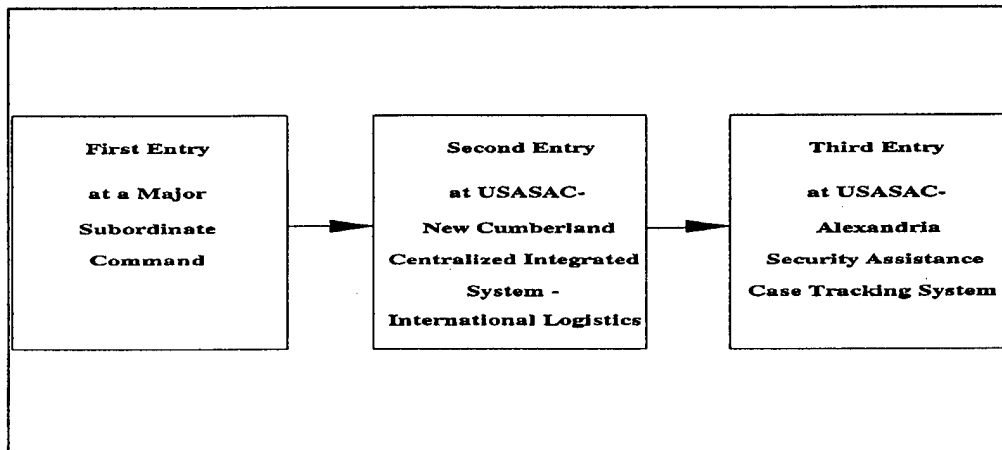 First Entry
at a Major
Subordinate
Command
Second Entry
at USASAC-
New Cumberland
Centralized Integrated
System -
International Logistics
Third Entry
at USASAC-
Alexandria
Security Assistance
Case Tracking System